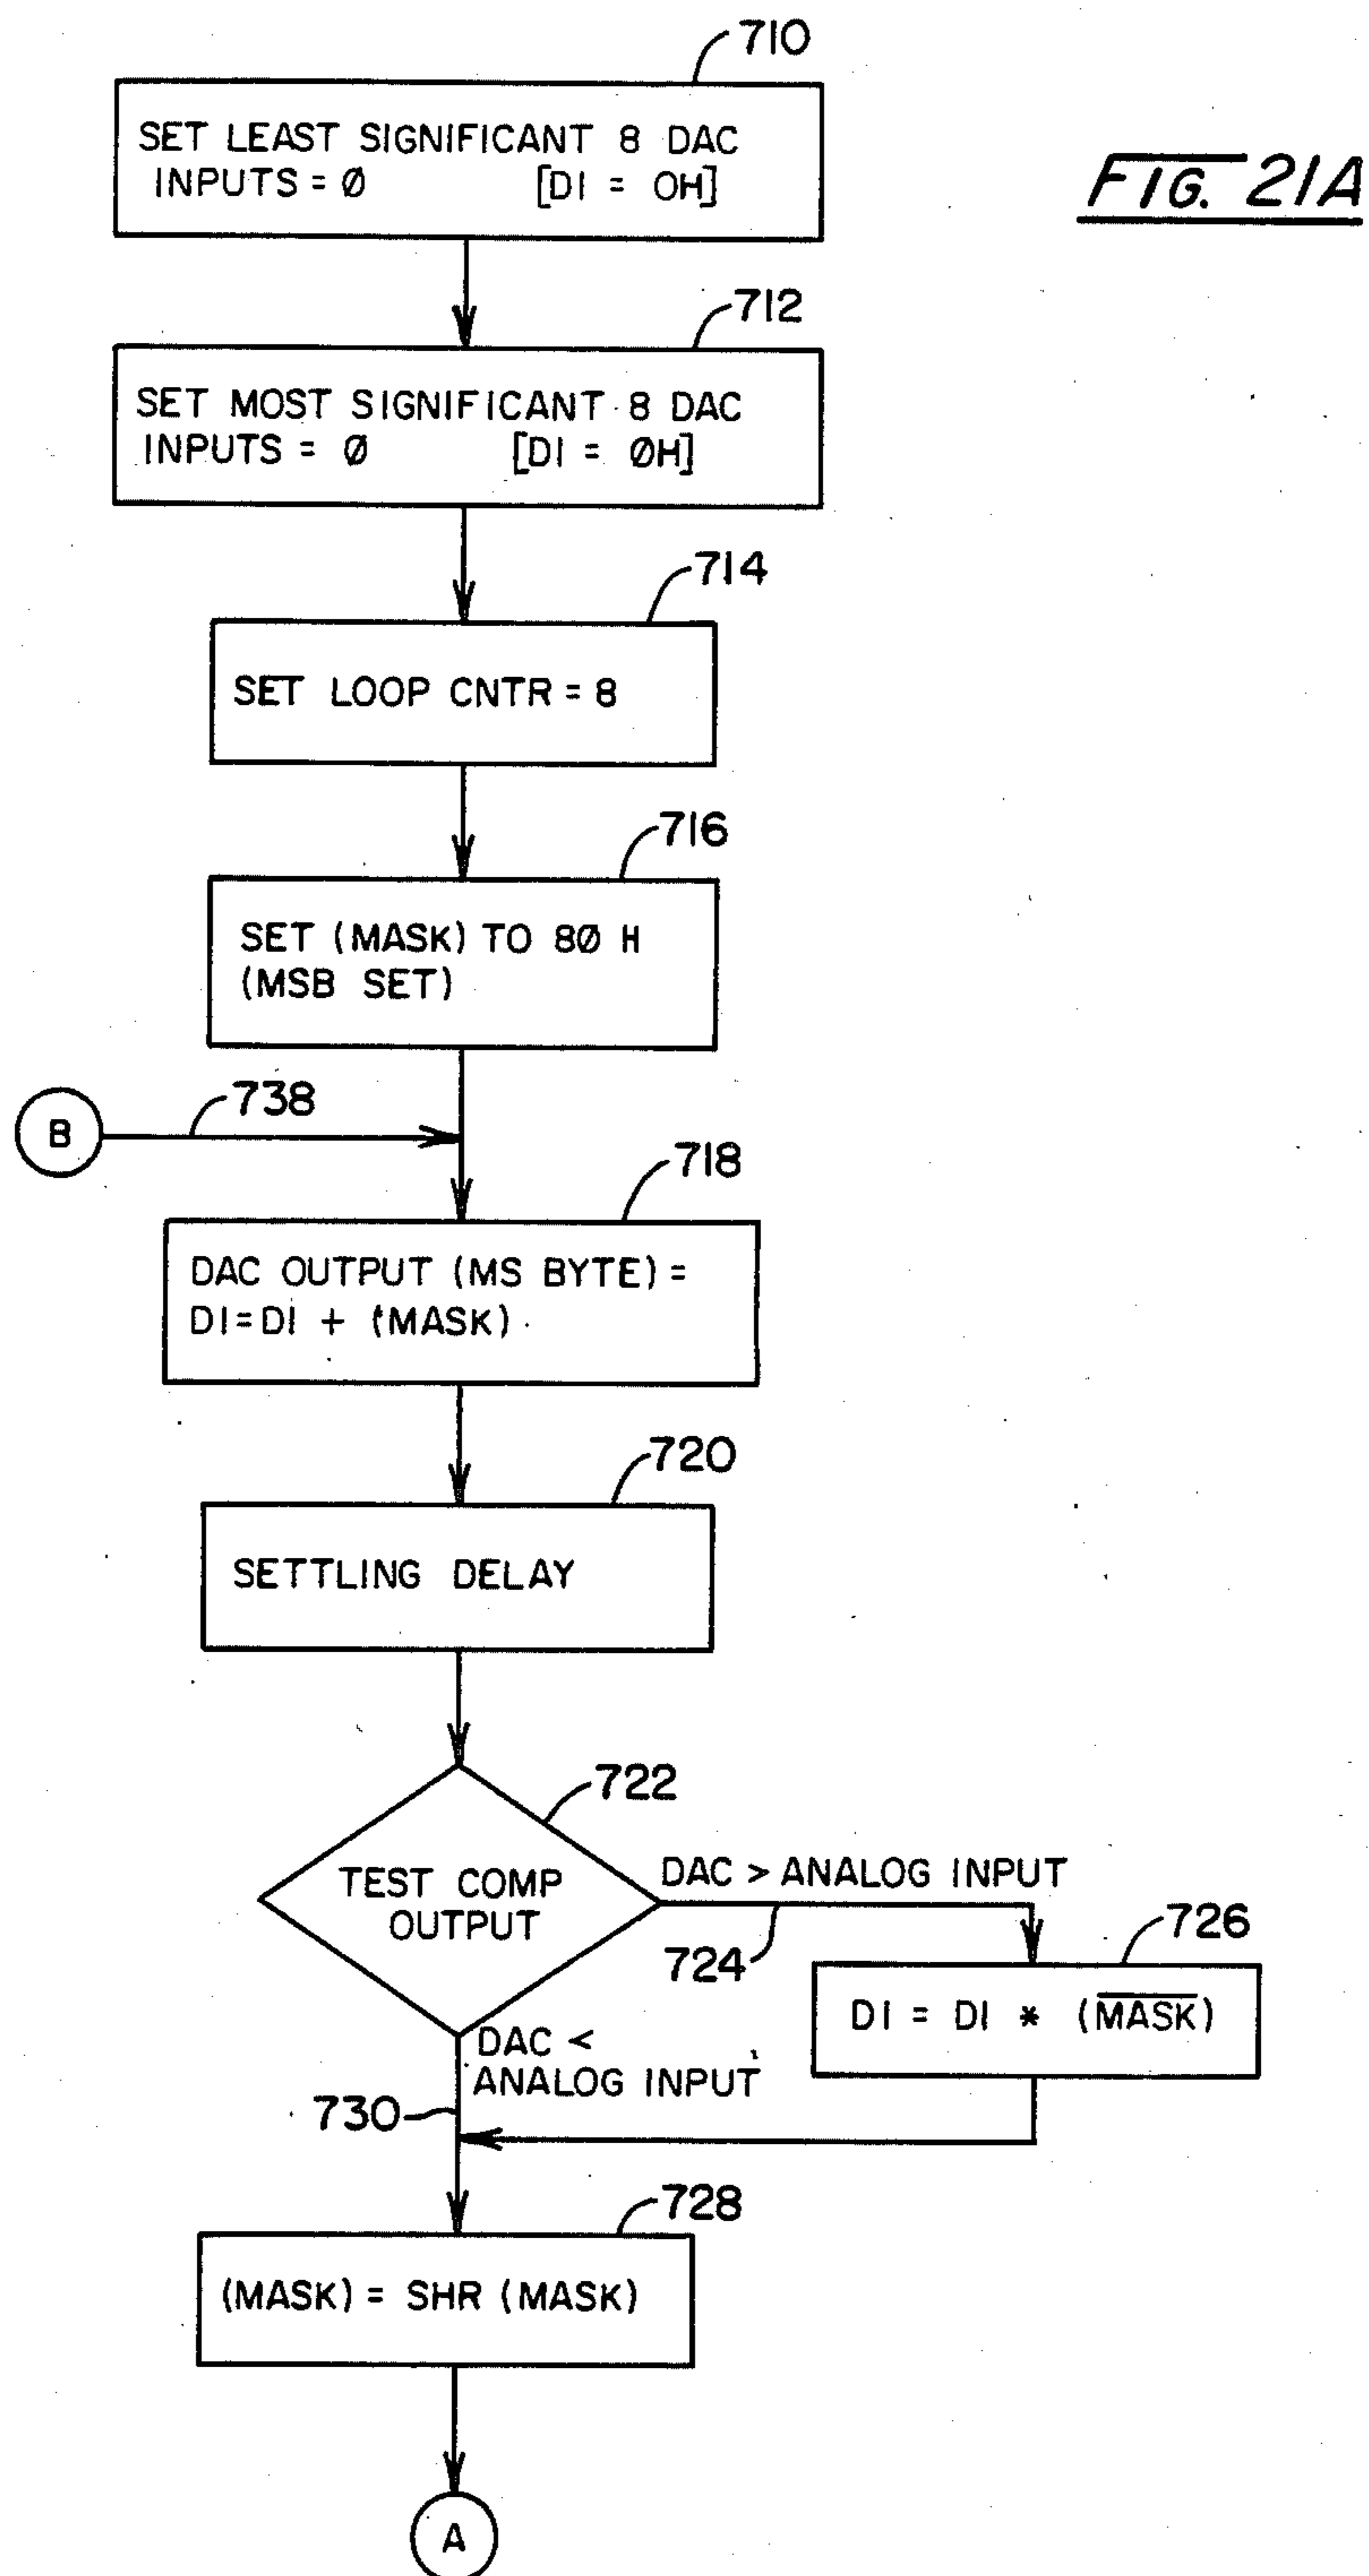 710
SET LEAST SIGNIFICANT 8 DAC
INPUTS = Ø [DI = OH]
FIG. 21A
712
SET MOST SIGNIFICANT 8 DAC
INPUTS = Ø [DI = ØH]
714
SET LOOP CNTR = 8
716
SET (MASK) TO 8Ø H
(MSB SET)
B
738
718
DAC OUTPUT (MS BYTE) =
DI=DI + (MASK)
720
SETTLING DELAY
722
TEST COMP
OUTPUT
DAC > ANALOG INPUT
724
726
DI = DI * (M̅A̅S̅K̅)
DAC <
ANALOG INPUT
730
728
(MASK) = SHR (MASK)
A